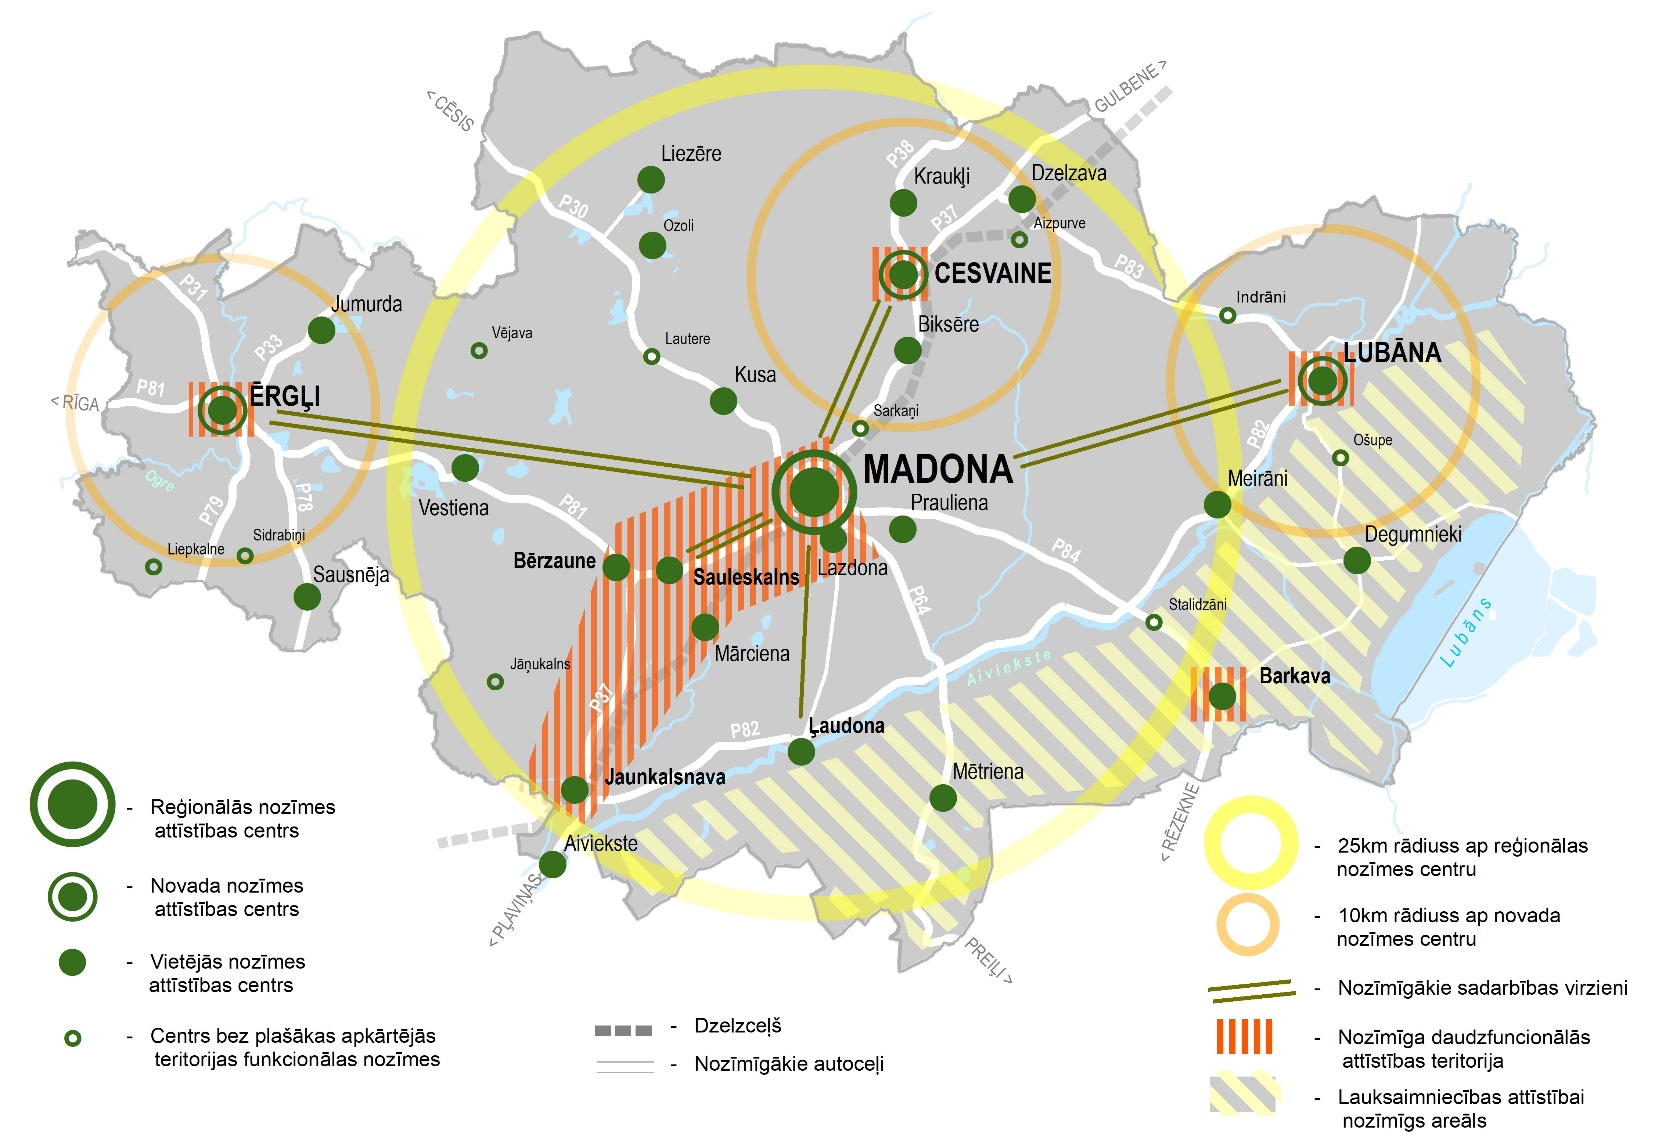 < CĒSIS
GULBENE >
P38
Liezēre
Kraukļi
Dzelzava
P30
Ozoli
P37
Aizpurve
CESVAINE
P83
P31
Indrāni
Jumurda
Vējava
Biksēre
P33
Lautere
LUBĀNA
Kusa
P81
< RĪGA
ĒRGĻI
Sarkaņi
P82
Ošupe
MADONA
Ogre
Meirāni
P79
P78
Vestiena
P81
Prauliena
Degumnieki
Sidrabiņi
Liepkalne
P84
Bērzaune
Sauleskalns
Lazdona
Sausnēja
P64
Stalidzāni
Lubāns
Mārciena
Jāņukalns
Aiviekste
Barkava
P37
P82
Ļaudona
Jaunkalsnava
Mētriena
Aiviekste
< RĒZEKNE
< PĻAVIŅAS
PREIĻI >
- Reģionālās nozīmes
attīstības centrs
- Novada nozīmes
attīstības centrs
- Vietējās nozīmes
attīstības centrs
- Centrs bez plašākas apkārtējās
teritorijas funkcionālas nozīmes
- Dzelzceļš
- Nozīmīgākie autoceļi
- 25km rādiuss ap reģionālas
nozīmes centru
- 10km rādiuss ap novada
nozīmes centru
- Nozīmīgākie sadarbības virzieni
- Nozīmīga daudzfuncionālās
attīstības teritorija
- Lauksaimniecības attīstībai
nozīmīgs areāls